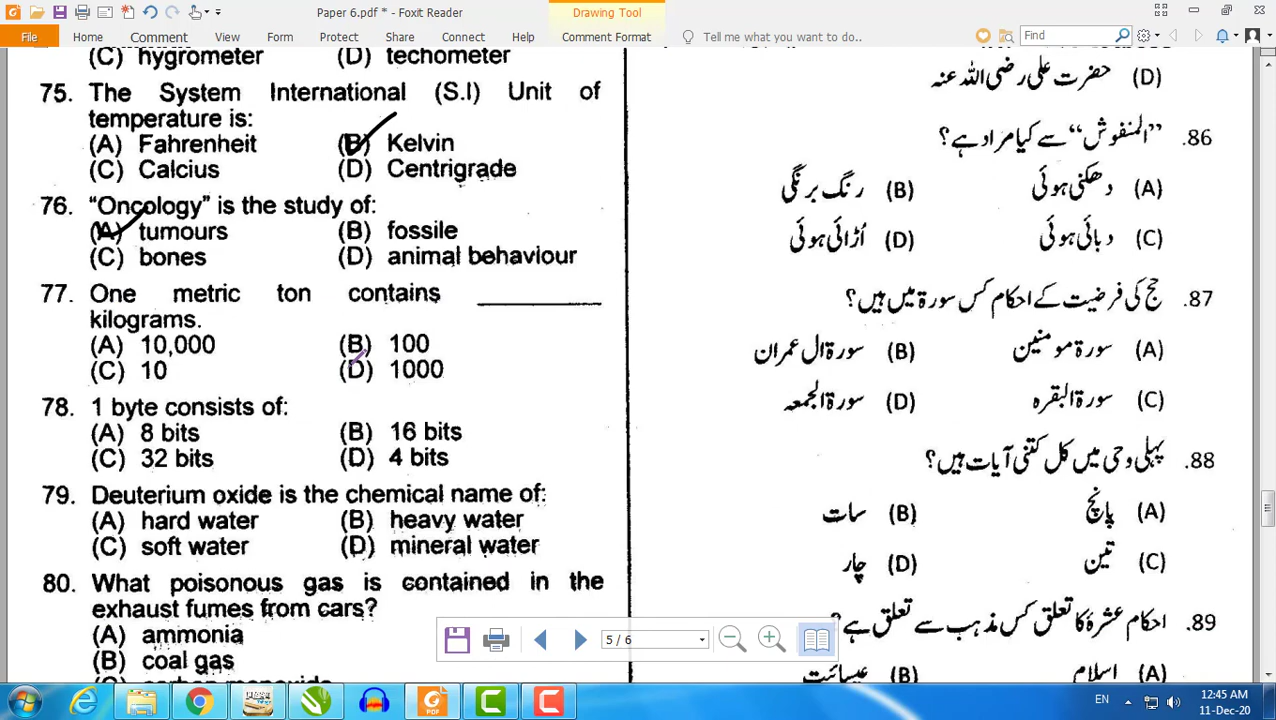 Paper 6.pdf * - Foxit Reader
Drawing Tool
File Home Comment View Form Protect Share Connect Help Comment Format Tell me what you want to do.. Find
(C) hygrometer (D) techometer
75. The System International (S.I) Unit of
temperature is:
(A) Fahrenheit (B) Kelvin
(C) Calcius (D) Centrigrade
76. "Oncology" is the study of:
(A) tumours (B) fossile
(C) bones (D) animal behaviour
77. One metric ton contains ________
kilograms.
(A) 10,000 (B) 100
(C) 10 (D) 1000
78. 1 byte consists of:
(A) 8 bits (B) 16 bits
(C) 32 bits (D) 4 bits
79. Deuterium oxide is the chemical name of:
(A) hard water (B) heavy water
(C) soft water (D) mineral water
80. What poisonous gas is contained in the
exhaust fumes from cars?
(A) ammonia
(B) coal gas
(D) حضرت علی رضی اللہ عنہ
86. ”المنفوش“ سے کیا مراد ہے؟
(A) دھکنی ہوئی (B) رنگ برنگی
(C) دبائی ہوئی (D) اُڑائی ہوئی
87. حج کی فرضیت کے احکام کس سورۃ میں ہیں؟
(A) سورۃ مومنین (B) سورۃ ال عمران
(C) سورۃ البقرہ (D) سورۃ الجمعہ
88. پہلی وحی میں کل کتنی آیات ہیں؟
(A) پانچ (B) سات
(C) تین (D) چار
89. احکام عشرۃ کا تعلق کس مذہب سے تعلق ہے؟
(A) اسلام (B) عیسائیت
5 / 6
EN 12:45 AM
11-Dec-20